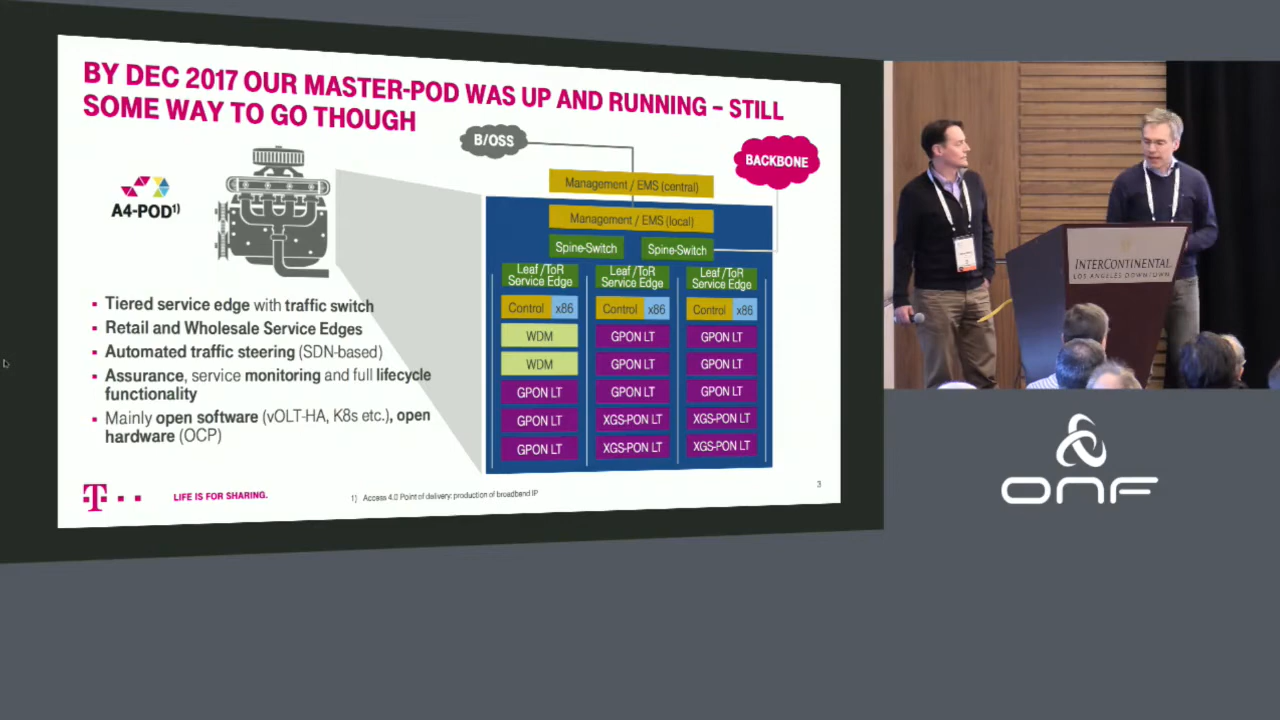 BY DEC 2017 OUR MASTER-POD WAS UP AND RUNNING – STILL
SOME WAY TO GO THOUGH
B/OSS
BACKBONE
A4-POD1)
Management / EMS (central)
Management / EMS (local)
Spine-Switch Spine-Switch
Leaf /ToR Leaf /ToR Leaf /ToR
Service Edge Service Edge Service Edge
Control x86 Control x86 Control x86
WDM GPON LT GPON LT
WDM GPON LT GPON LT
GPON LT GPON LT GPON LT
GPON LT XGS-PON LT XGS-PON LT
GPON LT XGS-PON LT XGS-PON LT
▪ Tiered service edge with traffic switch
▪ Retail and Wholesale Service Edges
▪ Automated traffic steering (SDN-based)
▪ Assurance, service monitoring and full lifecycle
functionality
▪ Mainly open software (vOLT-HA, K8s etc.), open
hardware (OCP)
T
LIFE IS FOR SHARING.
1) Access 4.0 Point of delivery: production of broadband IP
3
INTERCONTINENTAL
LOS ANGELES DOWNTOWN
ONF